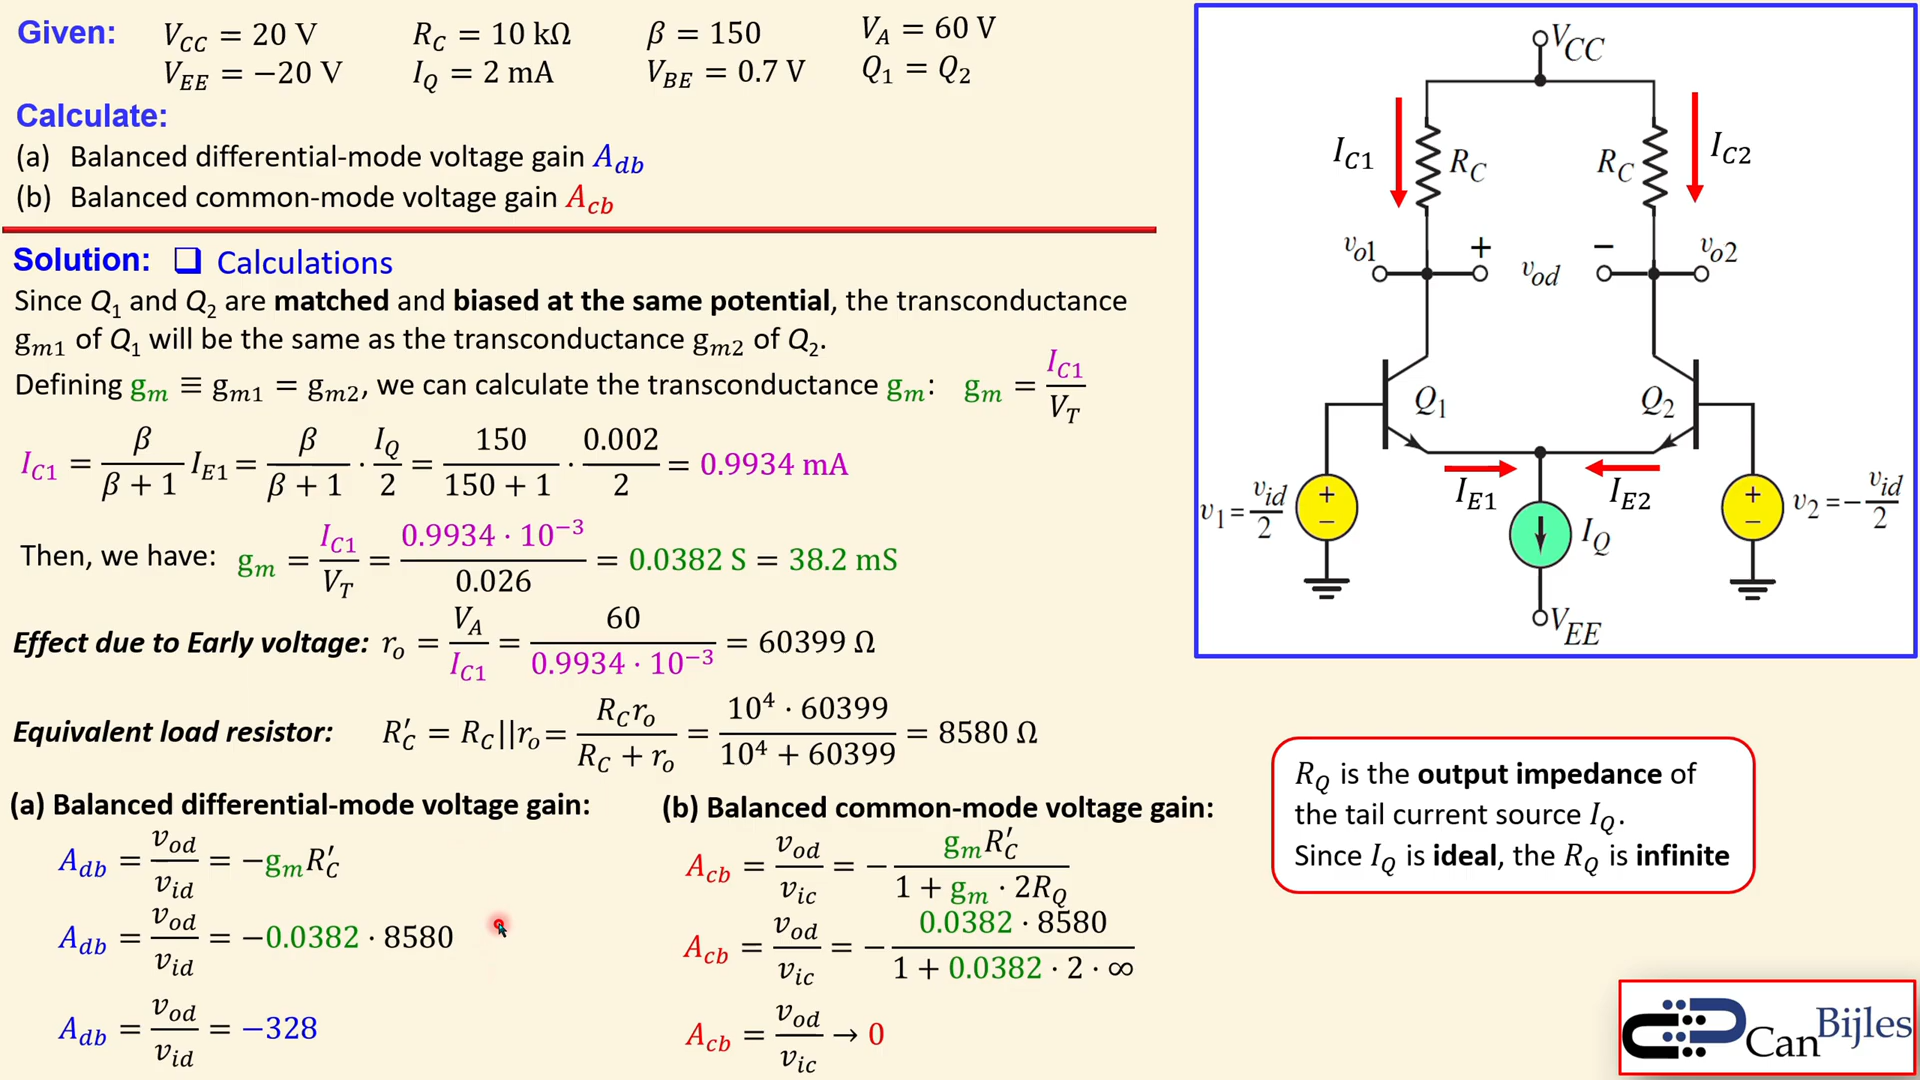 Given: V_CC = 20 V R_C = 10 kΩ β = 150 V_A = 60 V
V_EE = −20 V I_Q = 2 mA V_BE = 0.7 V Q_1 = Q_2
Calculate:
(a) Balanced differential-mode voltage gain A_db
(b) Balanced common-mode voltage gain A_cb
Solution: ❑ Calculations
Since Q_1 and Q_2 are matched and biased at the same potential, the transconductance
g_m1 of Q_1 will be the same as the transconductance g_m2 of Q_2.
Defining g_m ≡ g_m1 = g_m2, we can calculate the transconductance g_m: g_m = I_C1 / V_T
I_C1 = β / (β + 1) I_E1 = β / (β + 1) · I_Q / 2 = 150 / (150 + 1) · 0.002 / 2 = 0.9934 mA
Then, we have: g_m = I_C1 / V_T = 0.9934 · 10^−3 / 0.026 = 0.0382 S = 38.2 mS
Effect due to Early voltage: r_o = V_A / I_C1 = 60 / (0.9934 · 10^−3) = 60399 Ω
Equivalent load resistor: R'_C = R_C||r_o = R_C r_o / (R_C + r_o) = 10^4 · 60399 / (10^4 + 60399) = 8580 Ω
(a) Balanced differential-mode voltage gain:
A_db = v_od / v_id = −g_m R'_C
A_db = v_od / v_id = −0.0382 · 8580
A_db = v_od / v_id = −328
(b) Balanced common-mode voltage gain:
A_cb = v_od / v_ic = − g_m R'_C / (1 + g_m · 2R_Q)
A_cb = v_od / v_ic = − 0.0382 · 8580 / (1 + 0.0382 · 2 · ∞)
A_cb = v_od / v_ic → 0
V_CC
I_C1 R_C R_C I_C2
v_o1 + v_od − v_o2
Q_1 Q_2
I_E1 I_E2
v_1 = v_id / 2 + − I_Q + − v_2 = − v_id / 2
V_EE
R_Q is the output impedance of
the tail current source I_Q.
Since I_Q is ideal, the R_Q is infinite
Can Bijles